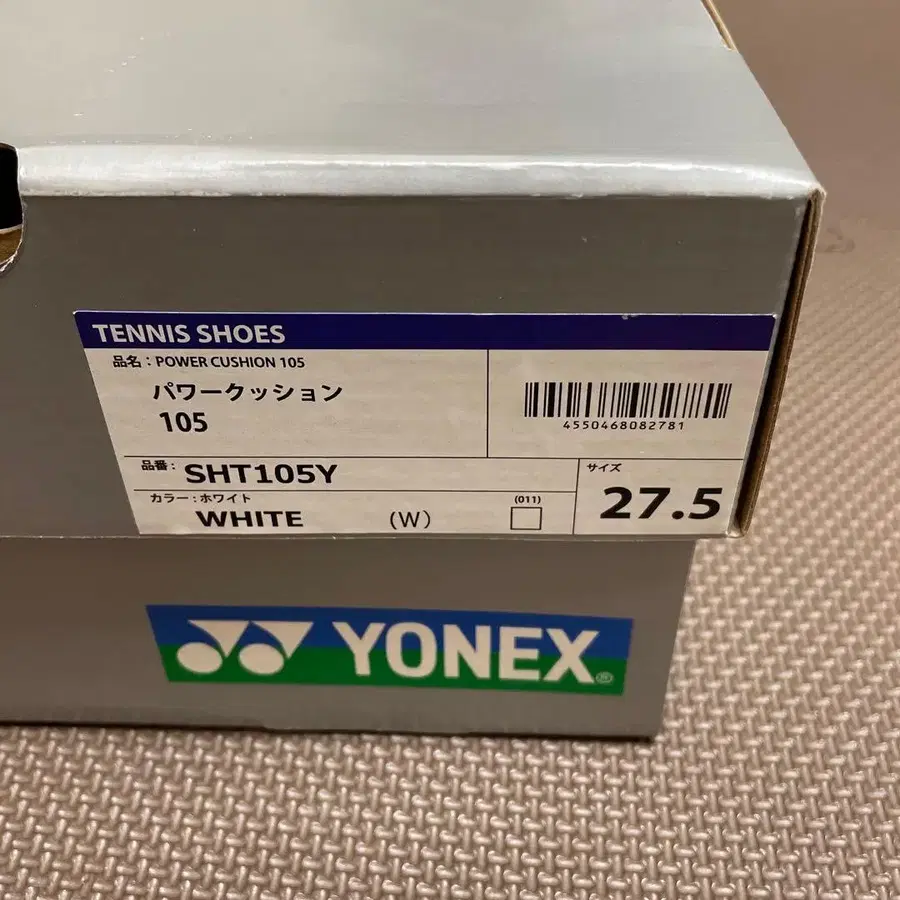 TENNIS SHOES
品名：POWER CUSHION 105
パワークッション
105
4550468082781
品番： SHT105Y
サイズ
27.5
カラー：ホワイト
WHITE (W)
(011)
YONEX®